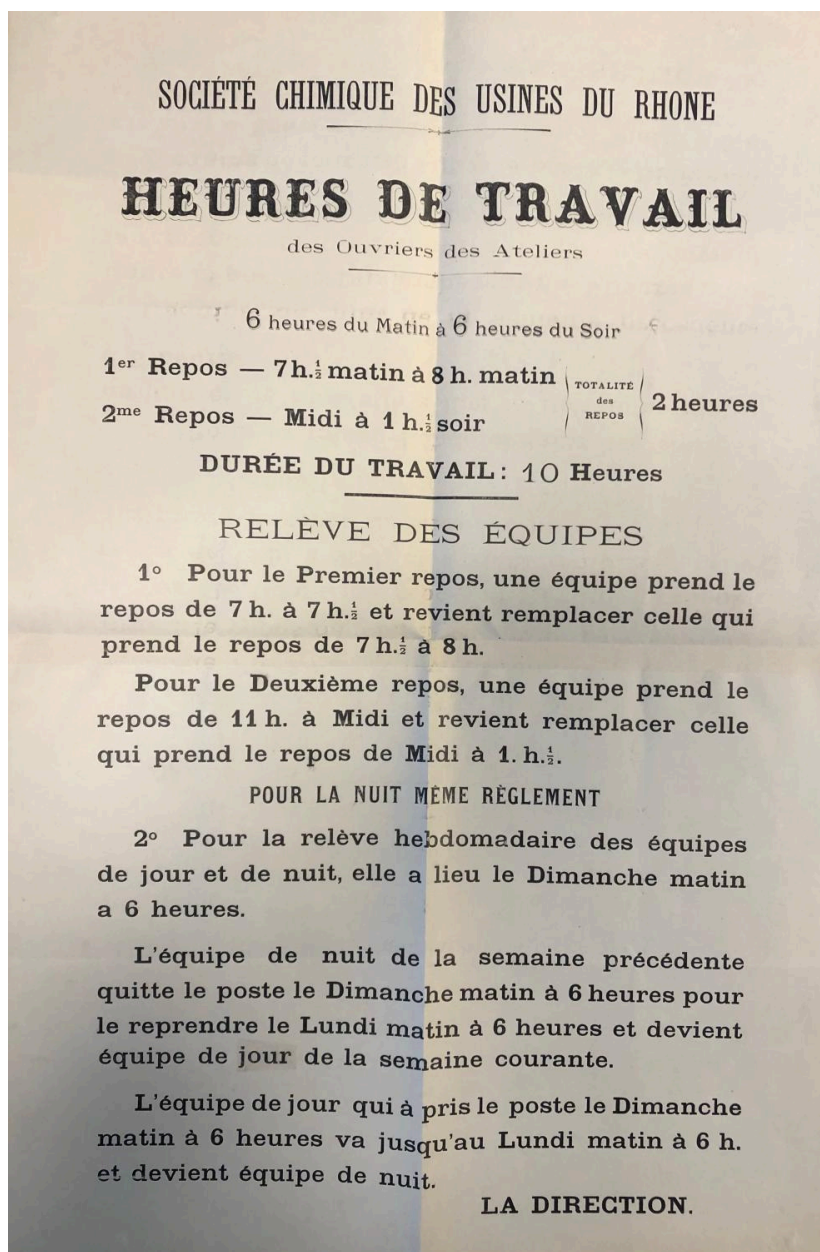 SOCIÉTÉ CHIMIQUE DES USINES DU RHONE
HEURES DE TRAVAIL
des Ouvriers des Ateliers
6 heures du Matin à 6 heures du Soir
1er Repos — 7 h.½ matin à 8 h. matin
2me Repos — Midi à 1 h.½ soir
TOTALITÉ
des
REPOS
2 heures
DURÉE DU TRAVAIL : 10 Heures
RELÈVE DES ÉQUIPES
1º Pour le Premier repos, une équipe prend le
repos de 7 h. à 7 h.½ et revient remplacer celle qui
prend le repos de 7 h.½ à 8 h.
Pour le Deuxième repos, une équipe prend le
repos de 11 h. à Midi et revient remplacer celle
qui prend le repos de Midi à 1. h.½.
POUR LA NUIT MÊME RÈGLEMENT
2º Pour la relève hebdomadaire des équipes
de jour et de nuit, elle a lieu le Dimanche matin
a 6 heures.
L'équipe de nuit de la semaine précédente
quitte le poste le Dimanche matin à 6 heures pour
le reprendre le Lundi matin à 6 heures et devient
équipe de jour de la semaine courante.
L'équipe de jour qui à pris le poste le Dimanche
matin à 6 heures va jusqu'au Lundi matin à 6 h.
et devient équipe de nuit.
LA DIRECTION.